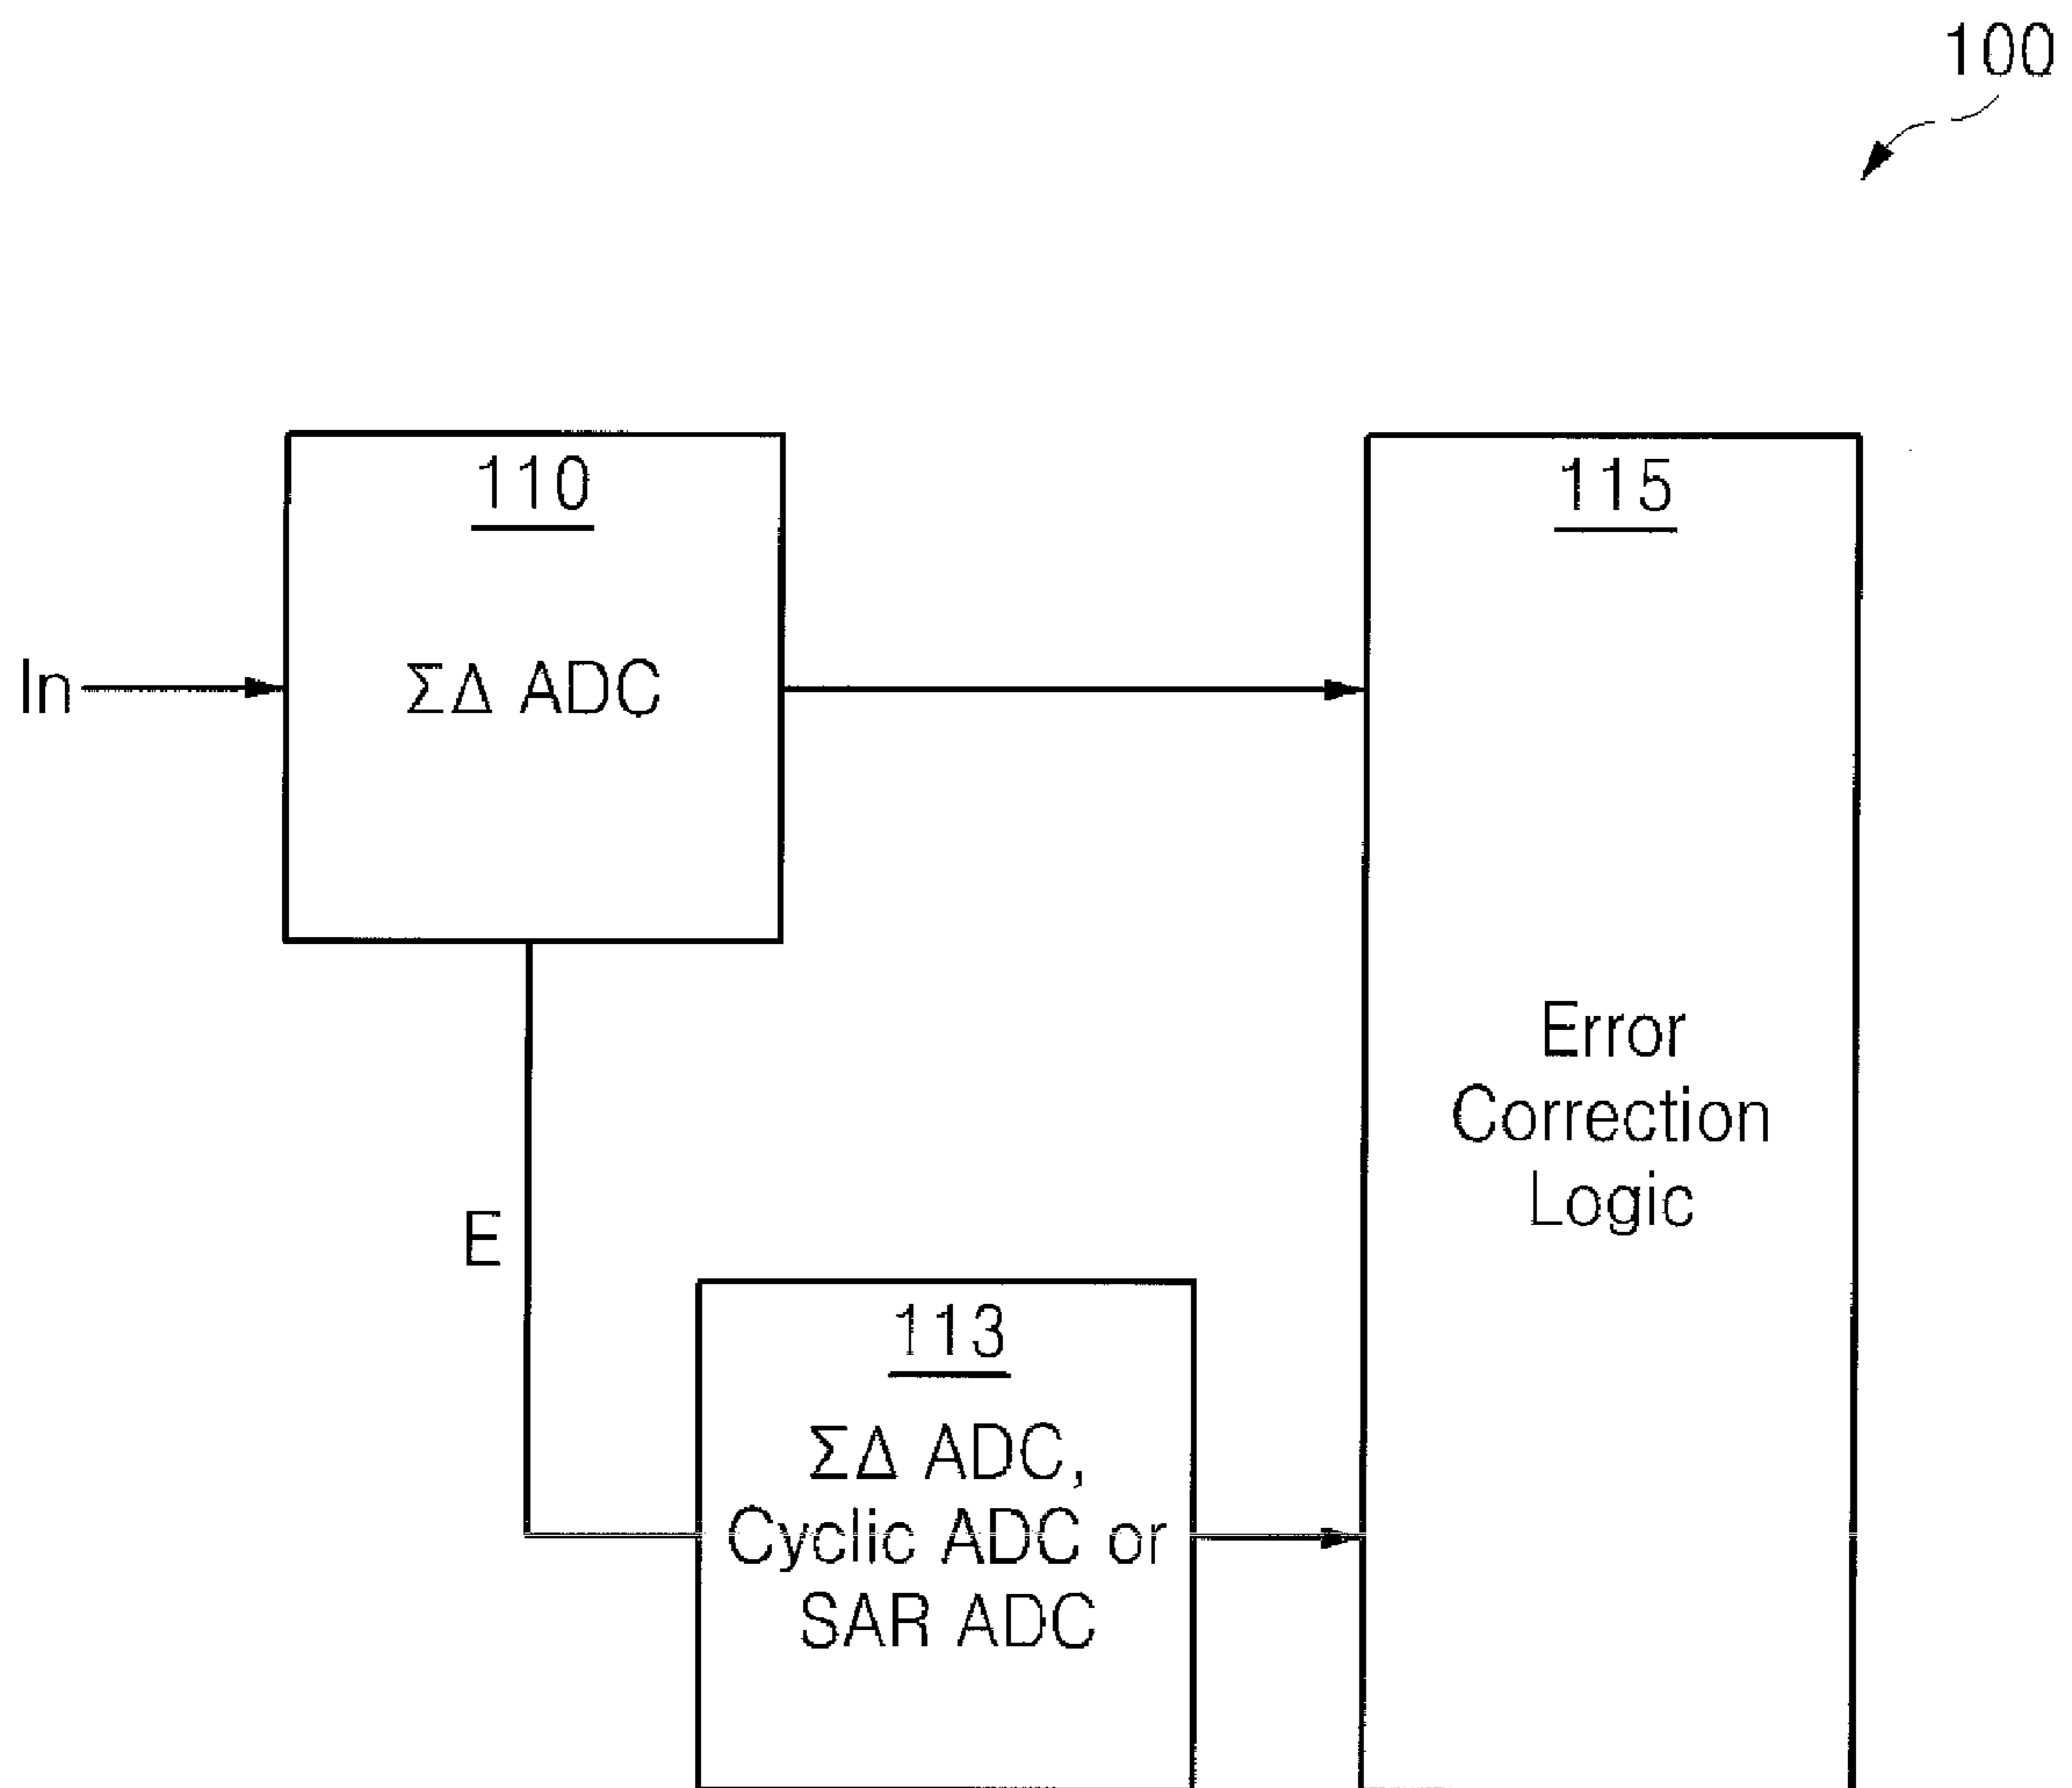 100
110
ΣΔ ADC
In
115
Error
Correction
Logic
E
113
ΣΔ ADC,
Cyclic ADC or
SAR ADC